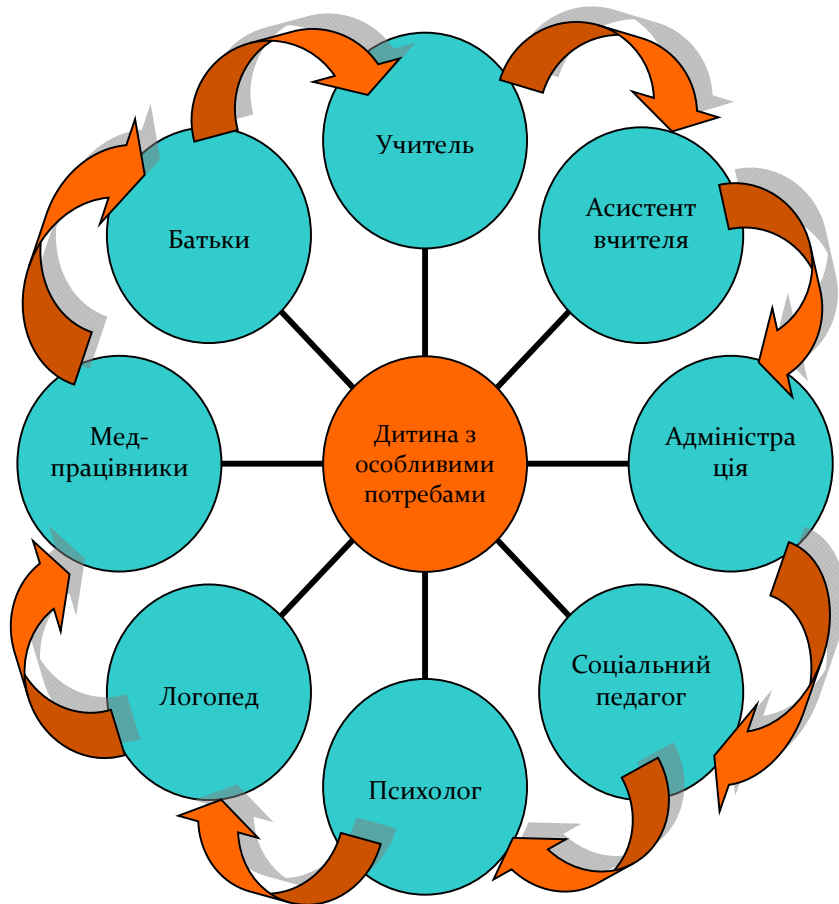 Учитель
Асистент
вчителя
Батьки
Мед-
працівники
Дитина з
особливими
потребами
Адміністра
ція
Соціальний
педагог
Логопед
Психолог